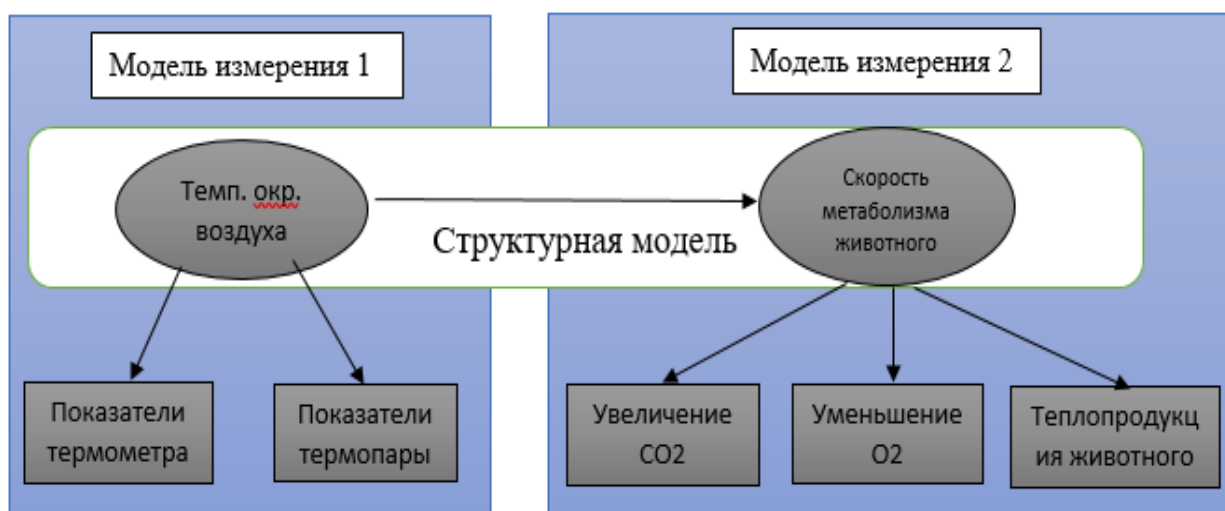 Модель измерения 1
Модель измерения 2
Темп. окр.
воздуха
Скорость
метаболизма
животного
Структурная модель
Показатели
термометра
Показатели
термопары
Увеличение
CO2
Уменьшение
O2
Теплопродукц
ия животного